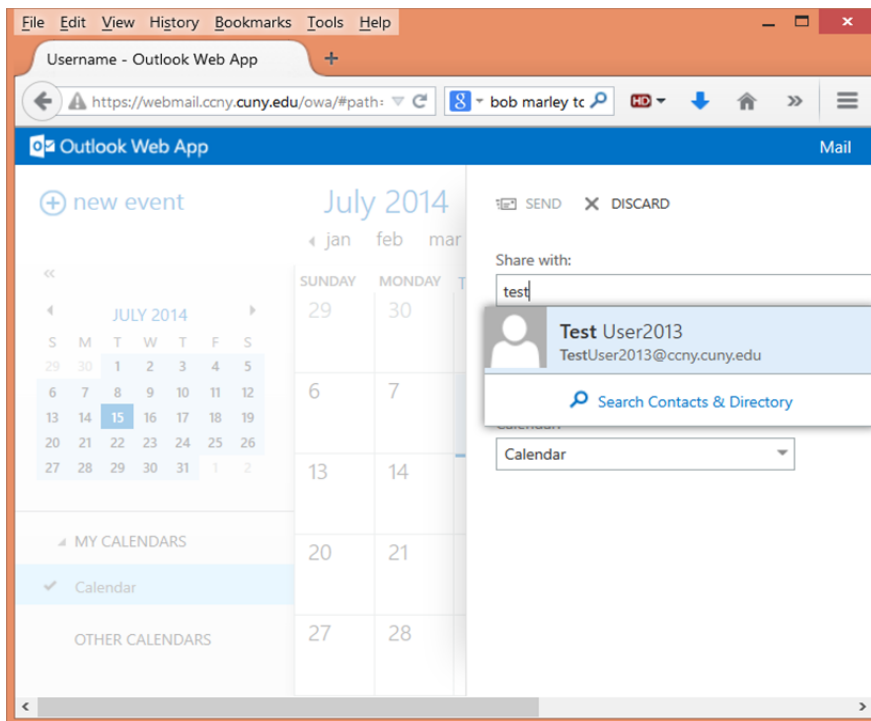 File Edit View History Bookmarks Tools Help
Username - Outlook Web App
https://webmail.ccny.cuny.edu/owa/#path:
bob marley tc
HD
Outlook Web App
Mail
new event
July 2014
jan feb mar
SEND DISCARD
Share with:
test
Test User2013
TestUser2013@ccny.cuny.edu
Search Contacts & Directory
Calendar:
Calendar
SUNDAY MONDAY T
29 30
6 7
13 14
20 21
27 28
JULY 2014
S M T W T F S
29 30 1 2 3 4 5
6 7 8 9 10 11 12
13 14 15 16 17 18 19
20 21 22 23 24 25 26
27 28 29 30 31 1 2
MY CALENDARS
Calendar
OTHER CALENDARS